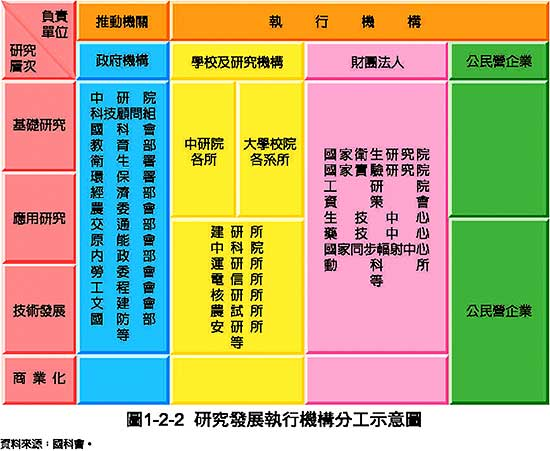 負責
單位
研究
層次
推動機關
執行機構
政府機構
學校及研究機構
財團法人
公民營企業
基礎研究
應用研究
技術發展
商業化
中研院
科技顧問組
國科會
教育部
衛生署
環保署
經濟部
農委會
交通部
原能會
內政部
勞委會
工程會
文建會
國防部
等
中研院
各所
大學校院
各系所
建研所
中科院
運研所
電信所
核研所
農試所
安研所
等
國家衛生研究院
國家實驗研究院
工研院
資策會
生技中心
藥技中心
國家同步輻射中心
動科所
等
公民營企業
圖1-2-2 研究發展執行機構分工示意圖
資料來源：國科會。